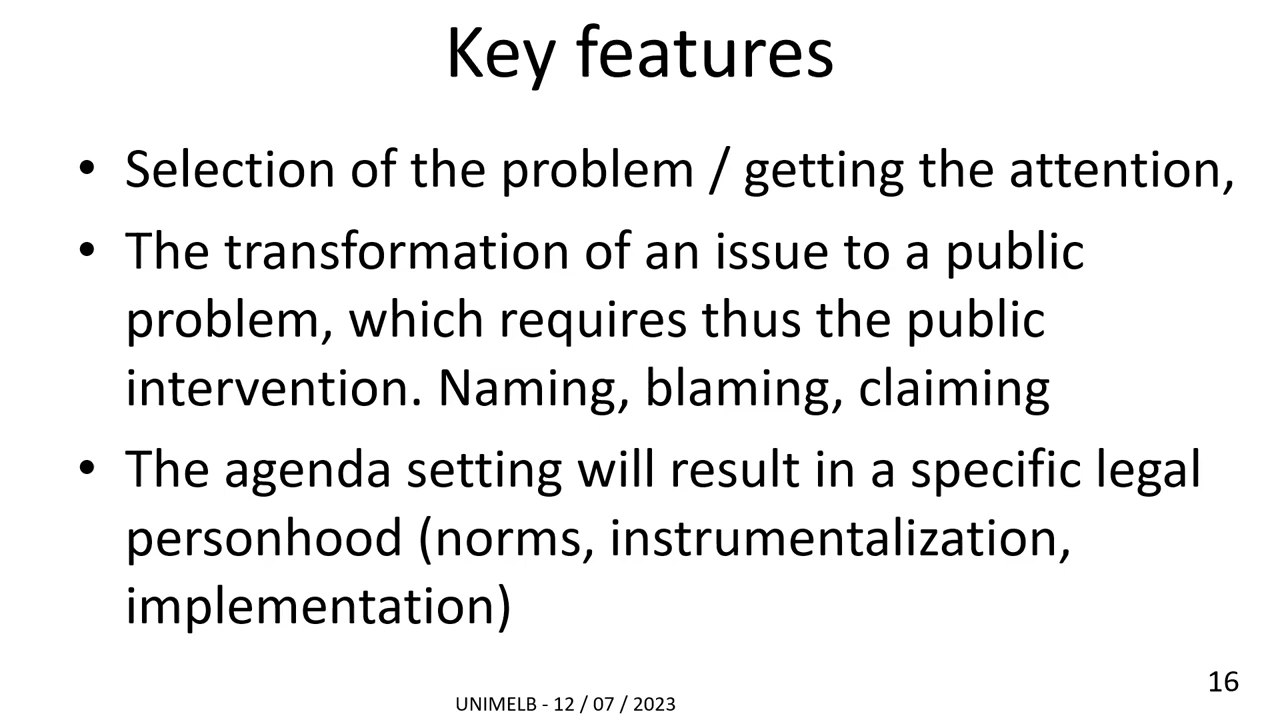 Key features
• Selection of the problem / getting the attention,
• The transformation of an issue to a public
problem, which requires thus the public
intervention. Naming, blaming, claiming
• The agenda setting will result in a specific legal
personhood (norms, instrumentalization,
implementation)
16
UNIMELB - 12 / 07 / 2023